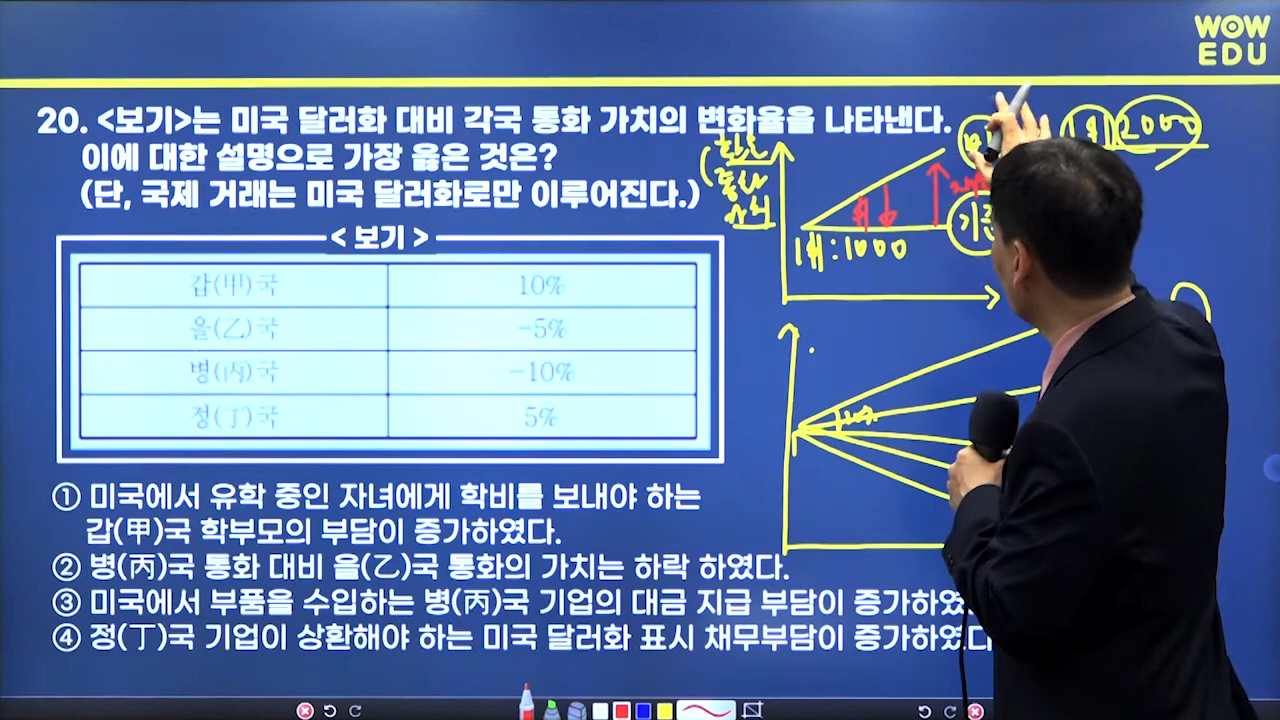 WOW
EDU
20. <보기>는 미국 달러화 대비 각국 통화 가치의 변화율을 나타낸다.
이에 대한 설명으로 가장 옳은 것은?
(단, 국제 거래는 미국 달러화로만 이루어진다.)
< 보기 >
갑(甲)국 10%
을(乙)국 -5%
병(丙)국 -10%
정(丁)국 5%
① 미국에서 유학 중인 자녀에게 학비를 보내야 하는
갑(甲)국 학부모의 부담이 증가하였다.
② 병(丙)국 통화 대비 을(乙)국 통화의 가치는 하락 하였다.
③ 미국에서 부품을 수입하는 병(丙)국 기업의 대금 지급 부담이 증가하였
④ 정(丁)국 기업이 상환해야 하는 미국 달러화 표시 채무부담이 증가하였다
1$:1000
2000